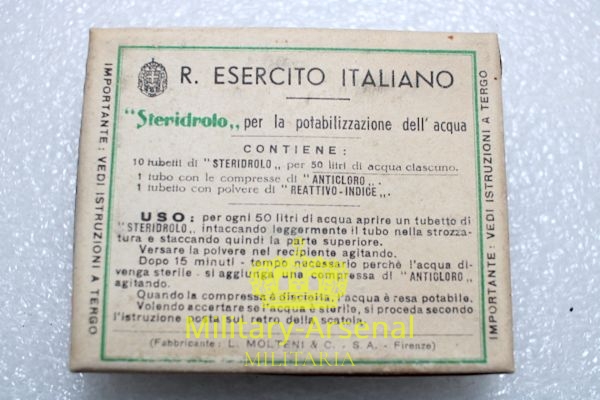 R. ESERCITO ITALIANO
"Steridrolo„ per la potabilizzazione dell'acqua
CONTIENE:
10 tubetti di "STERIDROLO„ per 50 litri di acqua ciascuno.
1 tubo con le compresse di "ANTICLORO„.
1 tubetto con polvere di "REATTIVO-INDICE„.
USO: per ogni 50 litri di acqua aprire un tubetto di
"STERIDROLO„ intaccando leggermente il tubo nella strozza-
tura e staccando quindi la parte superiore.
Versare la polvere nel recipiente agitando.
Dopo 15 minuti - tempo necessario perchè l'acqua di-
venga sterile - si aggiunga una compressa di "ANTICLORO„
agitando.
Quando la compressa è disciolta, l'acqua è resa potabile.
Volendo accertare se l'acqua è sterile, si proceda secondo
l'istruzione posta sul retro della scatola.
(Fabbricante: L. MOLTENI & C. - S.A. - Firenze)
IMPORTANTE: VEDI ISTRUZIONI A TERGO
IMPORTANTE: VEDI ISTRUZIONI A TERGO
Military-Arsenal
MILITARIA